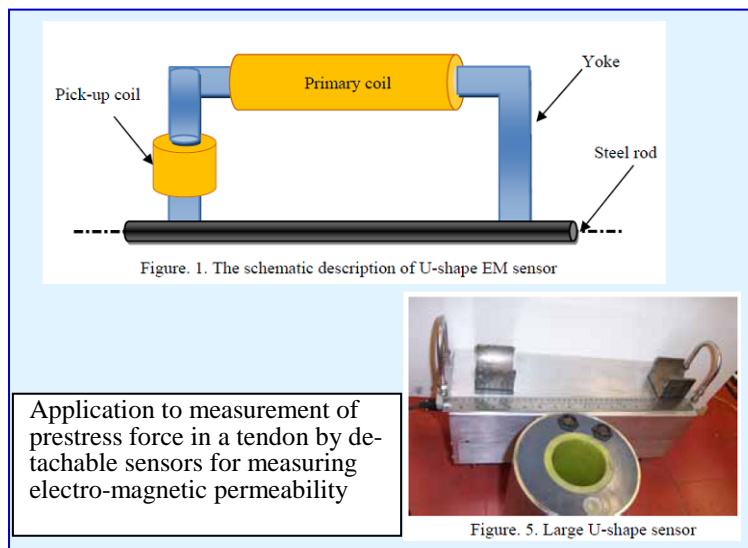 Primary coil
Yoke
Pick-up coil
Steel rod
Figure. 1. The schematic description of U-shape EM sensor
Application to measurement of
prestress force in a tendon by de-
tachable sensors for measuring
electro-magnetic permeability
Figure. 5. Large U-shape sensor